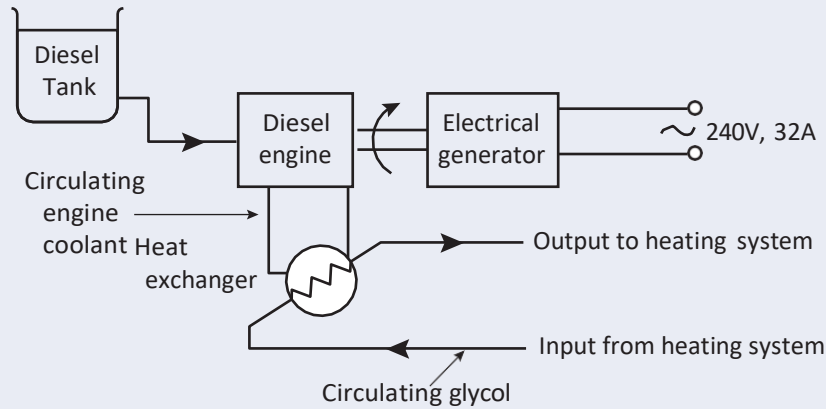 Diesel
Tank
Diesel
engine
Electrical
generator
240V, 32A
Circulating
engine
coolant
Heat
exchanger
Output to heating system
Input from heating system
Circulating glycol